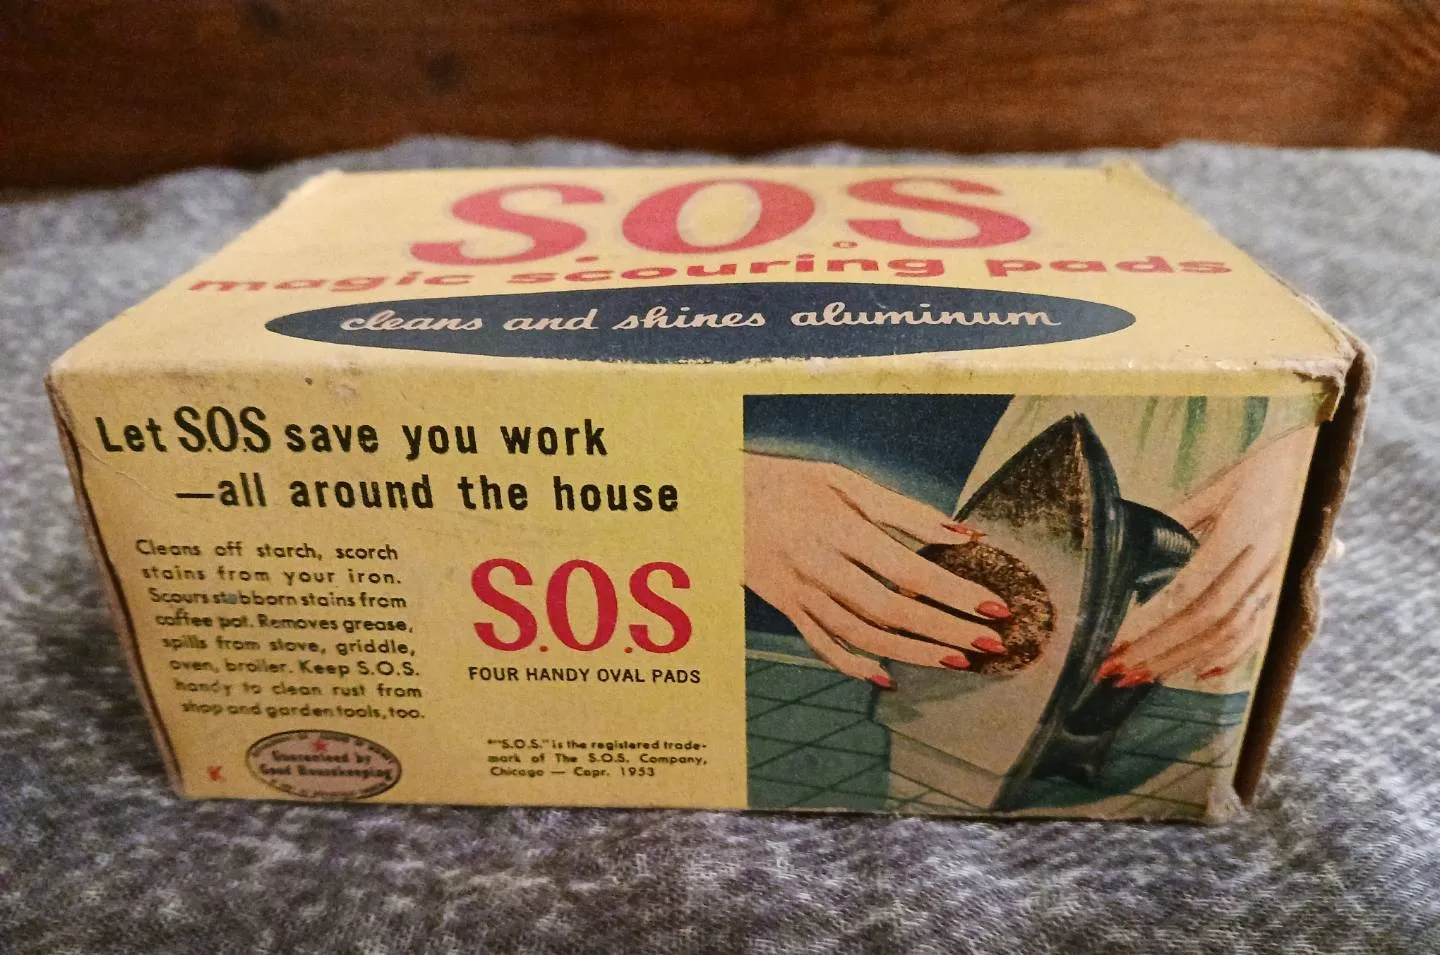 S.O.S
magic scouring pads
cleans and shines aluminum
Let S.O.S save you work
—all around the house
Cleans off starch, scorch
stains from your iron.
Scours stubborn stains from
coffee pot. Removes grease,
spills from stove, griddle,
oven, broiler. Keep S.O.S.
handy to clean rust from
shop and garden tools, too.
S.O.S
FOUR HANDY OVAL PADS
"S.O.S." is the registered trade-
mark of The S.O.S. Company,
Chicago — Copr. 1953
Guaranteed by
Good Housekeeping
K